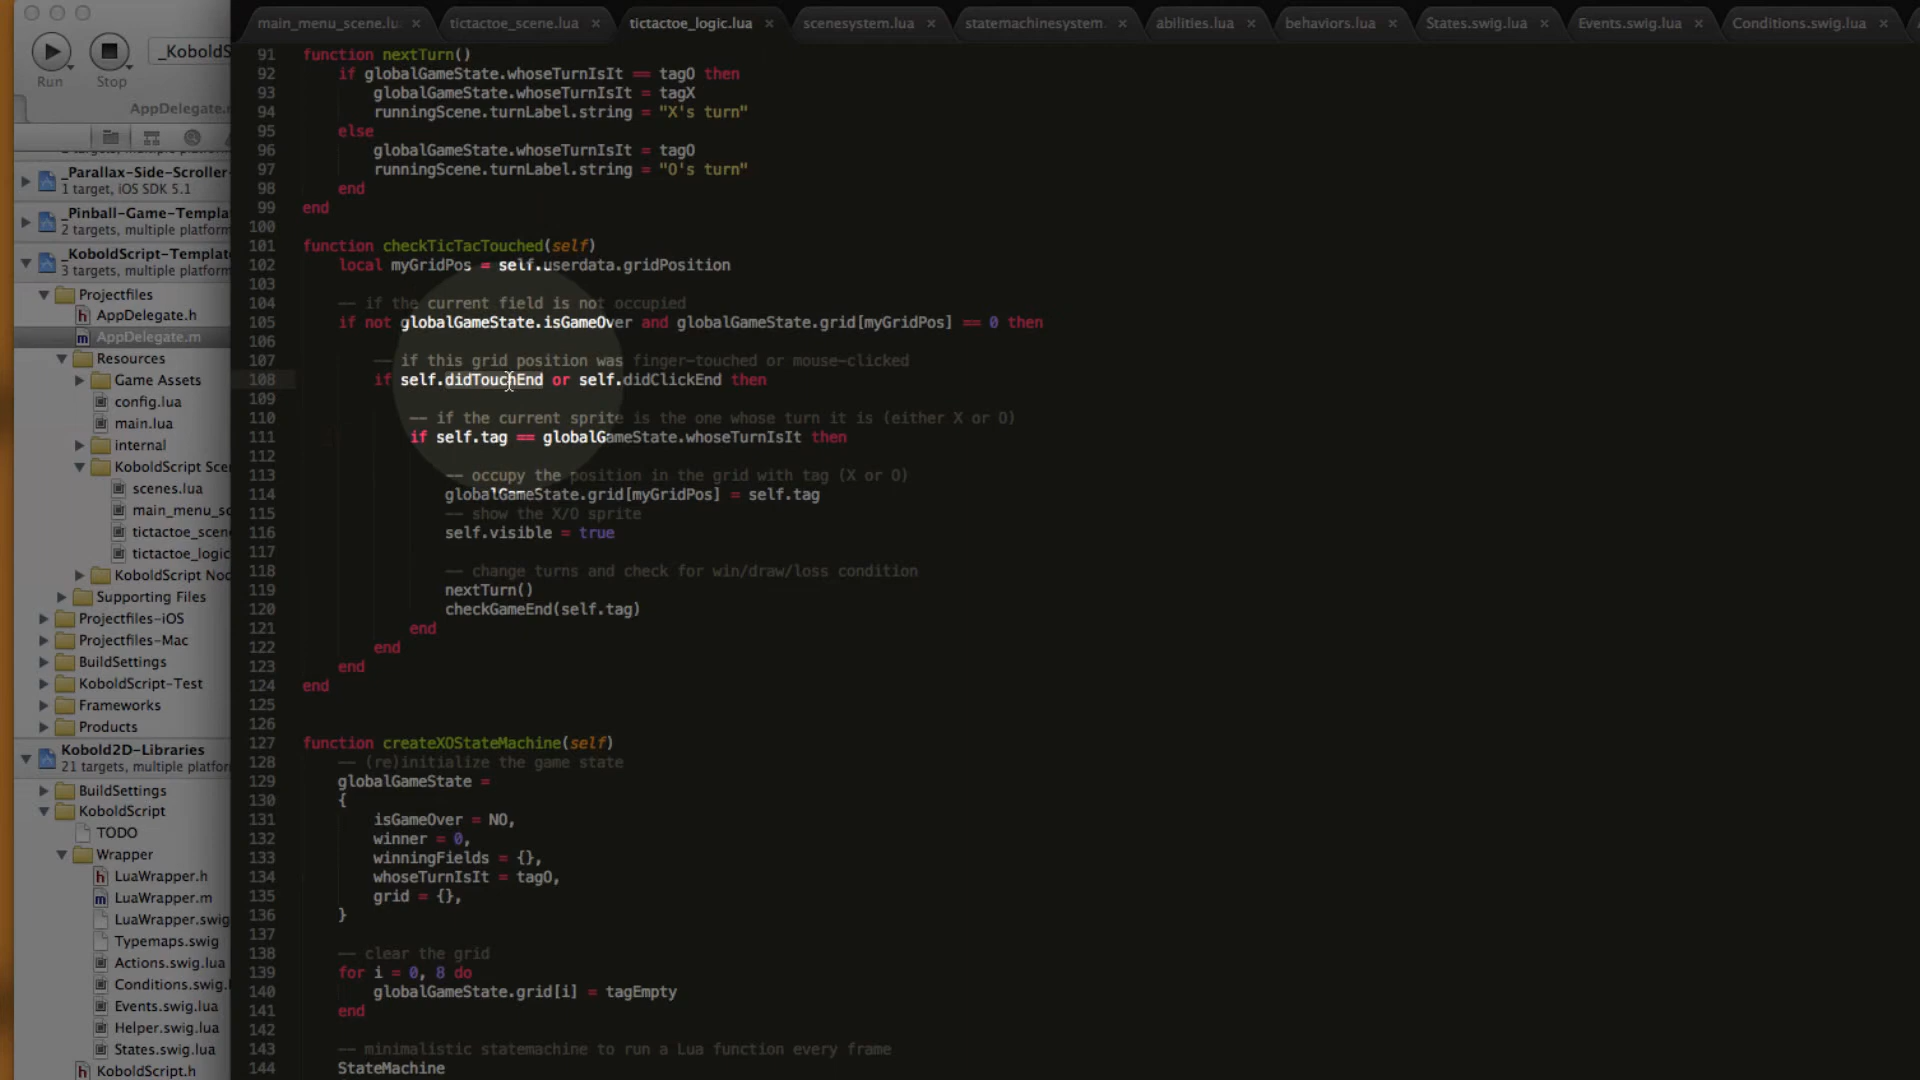 main_menu_scene.lu
tictactoe_scene.lua
tictactoe_logic.lua
scenesystem.lua
statemachinesystem
abilities.lua
behaviors.lua
States.swig.lua
Events.swig.lua
Conditions.swig.lua
Run
Stop
_KoboldS
AppDelegate.
_Parallax-Side-Scroller-
1 target, iOS SDK 5.1
_Pinball-Game-Templa
2 targets, multiple platform
_KoboldScript-Templat
3 targets, multiple platform
Projectfiles
AppDelegate.h
AppDelegate.m
Resources
Game Assets
config.lua
main.lua
internal
KoboldScript Sce
scenes.lua
main_menu_sc
tictactoe_scen
tictactoe_logic
KoboldScript Nod
Supporting Files
Projectfiles-iOS
Projectfiles-Mac
BuildSettings
KoboldScript-Test
Frameworks
Products
Kobold2D-Libraries
21 targets, multiple platfor
BuildSettings
KoboldScript
TODO
Wrapper
LuaWrapper.h
LuaWrapper.m
LuaWrapper.swig
Typemaps.swig
Actions.swig.lua
Conditions.swig.
Events.swig.lua
Helper.swig.lua
States.swig.lua
KoboldScript.h
91 function nextTurn()
92 if globalGameState.whoseTurnIsIt == tagO then
93 globalGameState.whoseTurnIsIt = tagX
94 runningScene.turnLabel.string = "X's turn"
95 else
96 globalGameState.whoseTurnIsIt = tagO
97 runningScene.turnLabel.string = "O's turn"
98 end
99 end
100
101 function checkTicTacTouched(self)
102 local myGridPos = self.userdata.gridPosition
103
104 -- if the current field is not occupied
105 if not globalGameState.isGameOver and globalGameState.grid[myGridPos] == 0 then
106
107 -- if this grid position was finger-touched or mouse-clicked
108 if self.didTouchEnd or self.didClickEnd then
109
110 -- if the current sprite is the one whose turn it is (either X or O)
111 if self.tag == globalGameState.whoseTurnIsIt then
112
113 -- occupy the position in the grid with tag (X or O)
114 globalGameState.grid[myGridPos] = self.tag
115 -- show the X/O sprite
116 self.visible = true
117
118 -- change turns and check for win/draw/loss condition
119 nextTurn()
120 checkGameEnd(self.tag)
121 end
122 end
123 end
124 end
125
126
127 function createXOStateMachine(self)
128 -- (re)initialize the game state
129 globalGameState =
130 {
131 isGameOver = NO,
132 winner = 0,
133 winningFields = {},
134 whoseTurnIsIt = tagO,
135 grid = {},
136 }
137
138 -- clear the grid
139 for i = 0, 8 do
140 globalGameState.grid[i] = tagEmpty
141 end
142
143 -- minimalistic statemachine to run a Lua function every frame
144 StateMachine